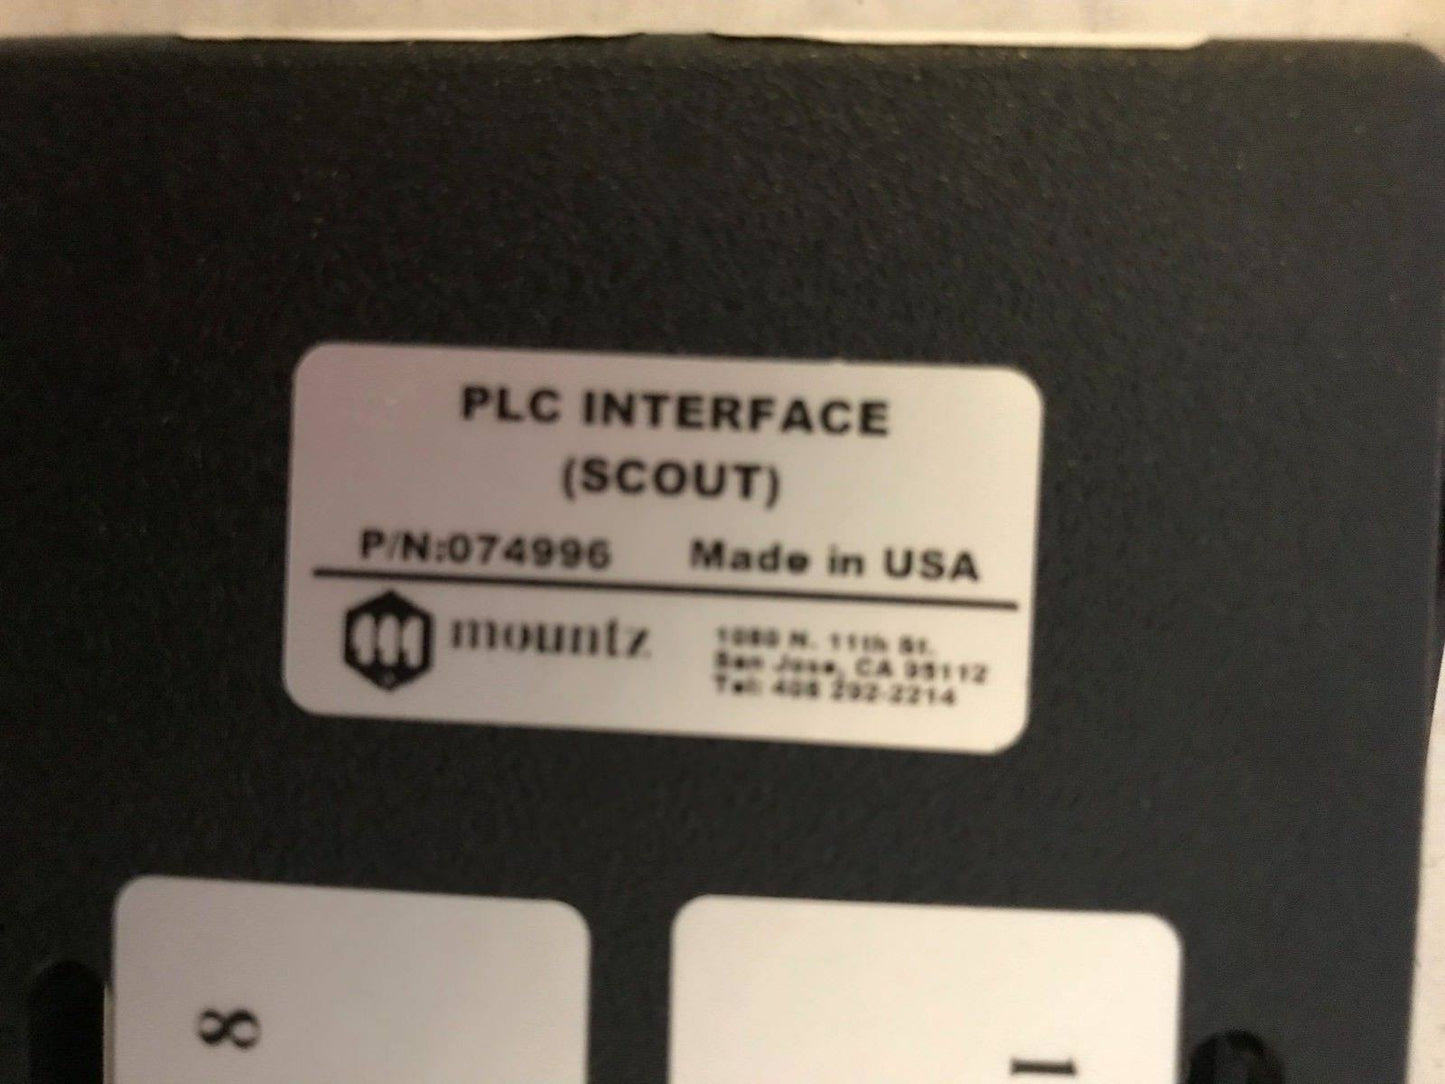 PLC INTERFACE
(SCOUT)
P/N:074996 Made in USA
mountz
1080 N. 11th St.
San Jose, CA 95112
Tel: 408 292-2214
8
1